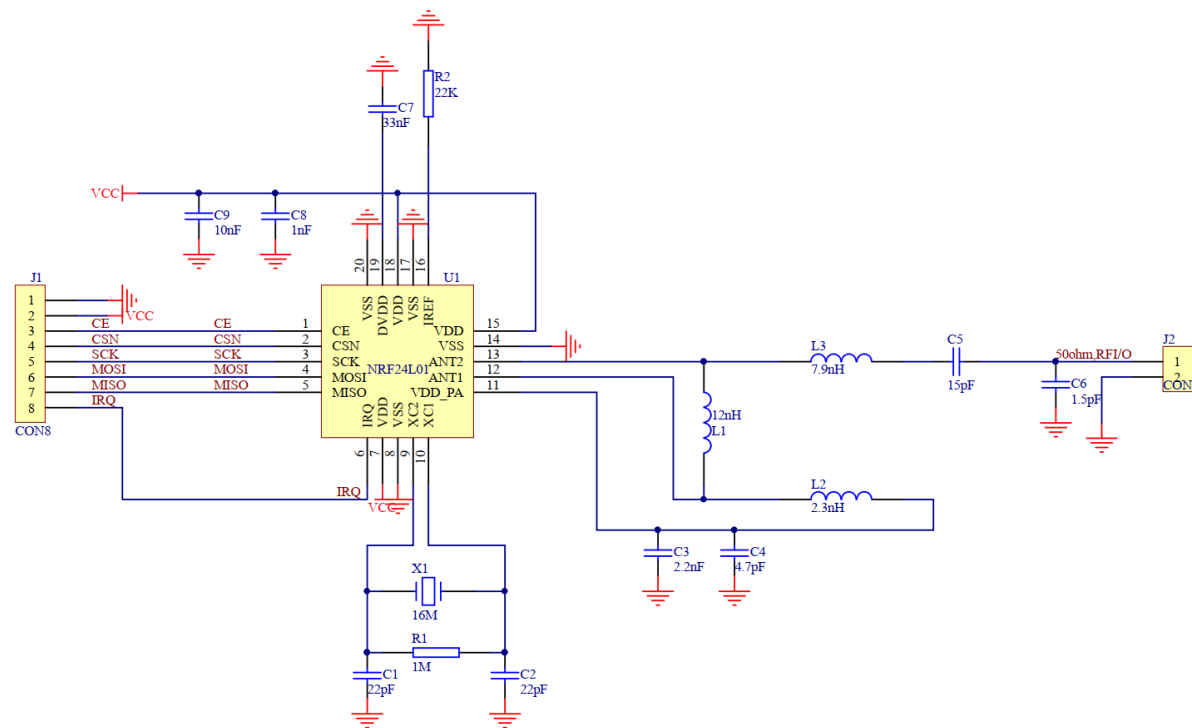 R2
22K
C7
33nF
VCC
C9
10nF
C8
1nF
20
19
18
17
16
J1
U1
1
2
3
4
5
6
7
8
CON8
VCC
CE
CSN
SCK
MOSI
MISO
IRQ
CE
CSN
SCK
MOSI
MISO
1
2
3
4
5
VSS
DVDD
VDD
VSS
IREF
CE
CSN
SCK
MOSI
MISO
NRF24L01
VDD
VSS
ANT2
ANT1
VDD_PA
IRQ
VDD
VSS
XC2
XC1
15
14
13
12
11
6
7
8
9
10
IRQ
VCC
L3
7.9nH
C5
15pF
50ohm,RFI/O
J2
1
2
CON
C6
1.5pF
12nH
L1
L2
2.3nH
C3
2.2nF
C4
4.7pF
X1
16M
R1
1M
C1
22pF
C2
22pF